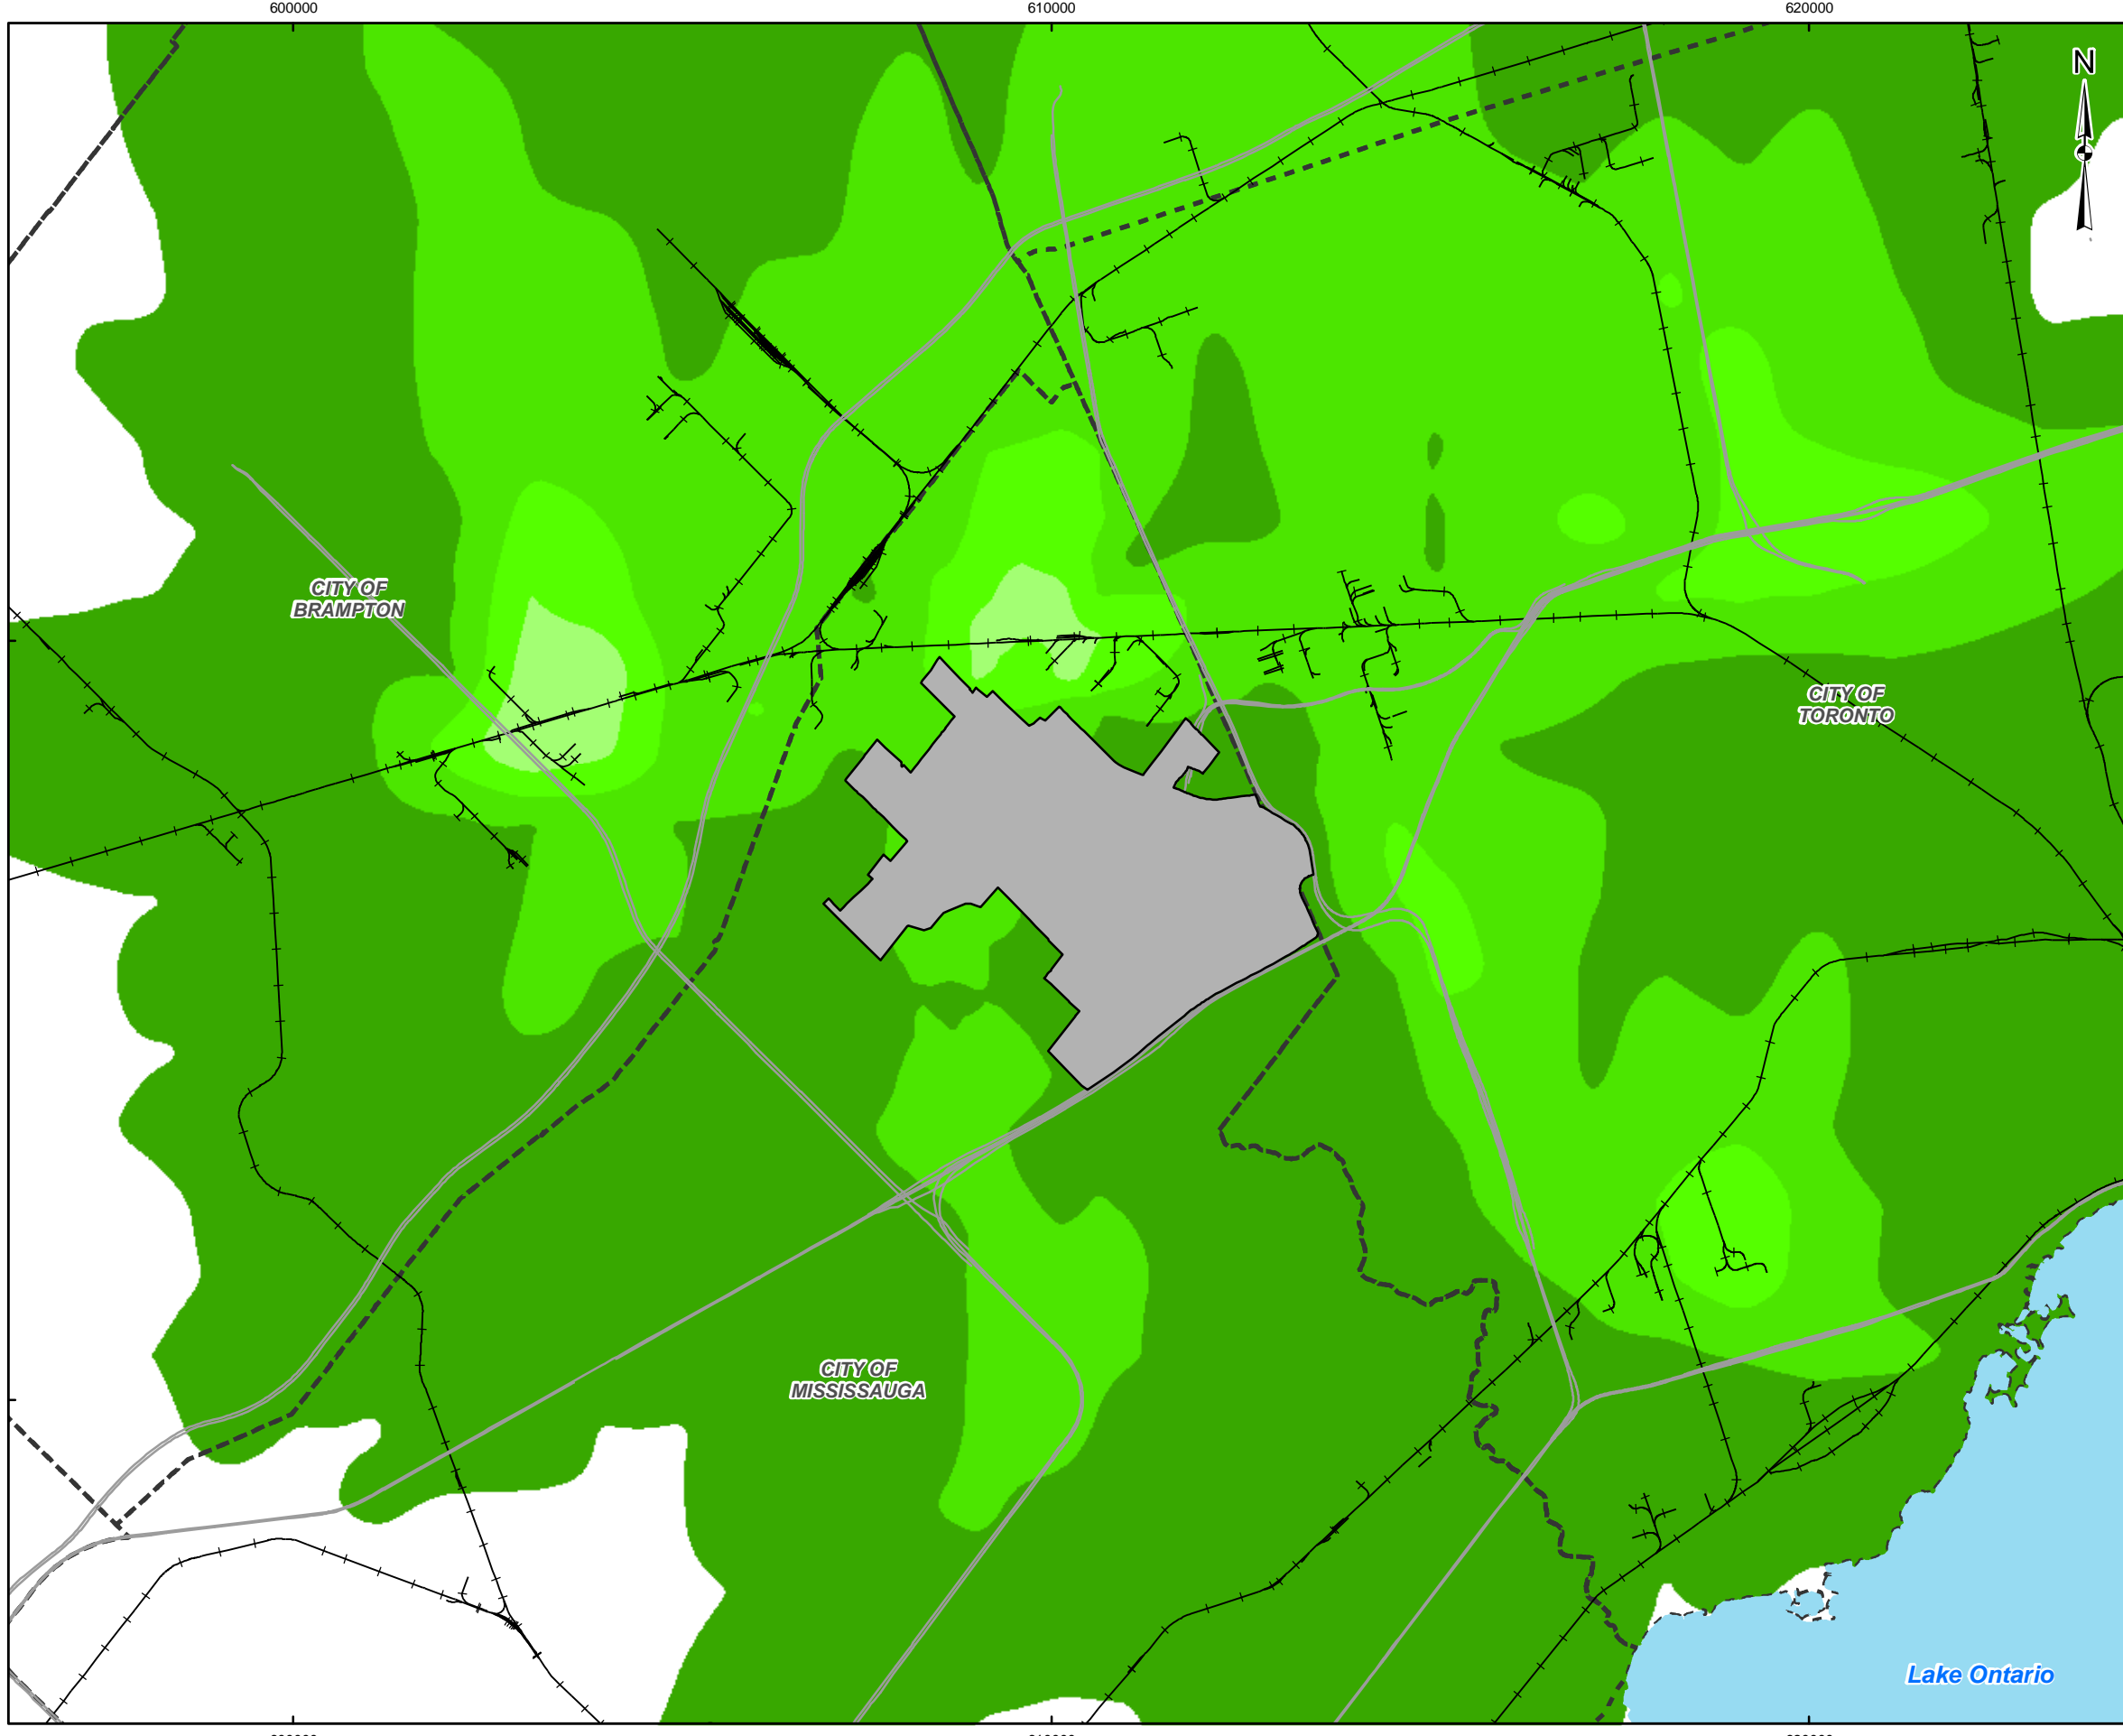 600000
610000
620000
N
CITY OF
BRAMPTON
CITY OF
TORONTO
CITY OF
MISSISSAUGA
Lake Ontario